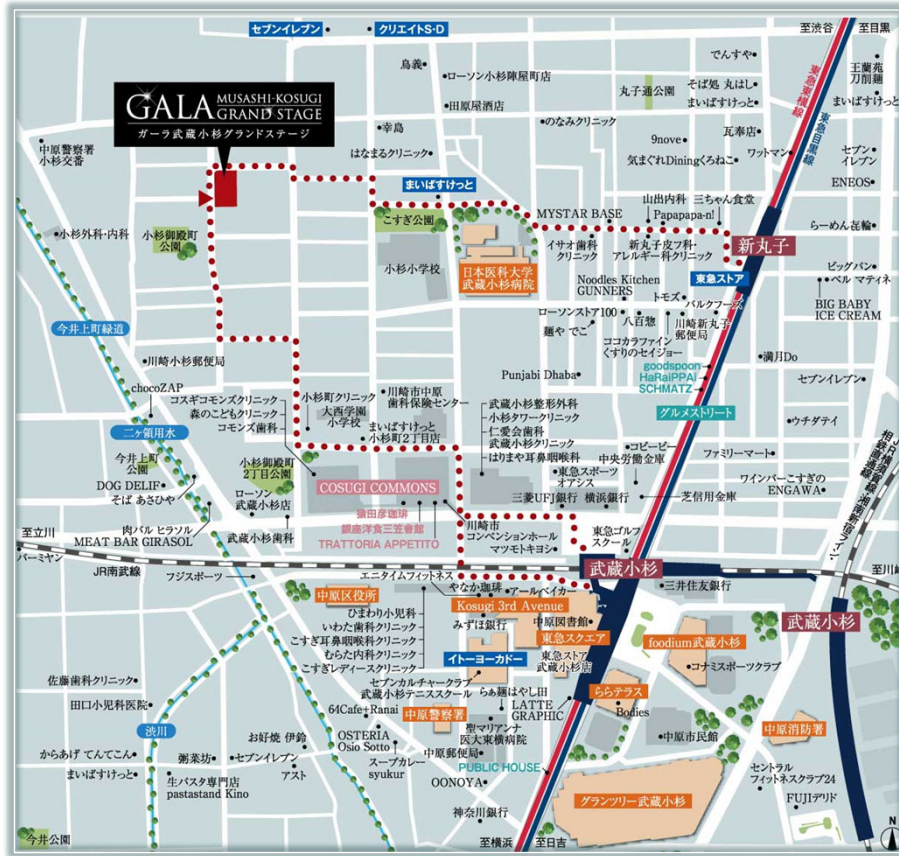 セブンイレブン
クリエイトS・D
至渋谷
至目黒
鳥義
ローソン小杉陣屋町店
田原屋酒店
でんすや
そば処 丸はし
まいばすけっと
王蘭苑
刀削麺
まいばすけっと
丸子通公園
東急東横線
東急目黒線
GALA MUSASHI-KOSUGI
GRAND STAGE
ガーラ武蔵小杉グランドステージ
幸島
はなまるクリニック
のなみクリニック
9nove
瓦奉店
気まぐれDiningくろねこ
ワットマン
セブン
イレブン
ENEOS
中原警察署
小杉交番
まいばすけっと
山出内科
三ちゃん食堂
MYSTAR BASE
Papapapa-n!
こすぎ公園
らーめん㐂輪
小杉外科・内科
小杉御殿町
公園
小杉小学校
日本医科大学
武蔵小杉病院
イサオ歯科
クリニック
新丸子皮フ科・
アレルギー科クリニック
新丸子
東急ストア
ビッグバン
ベル マティネ
BIG BABY
ICE CREAM
Noodles Kitchen
GUNNERS
トモズ
バルクフーズ
ローソンストア100
麺や でこ
八百惣
川崎新丸子
郵便局
ココカラファイン
くすりのセイジョー
今井上町緑道
川崎小杉郵便局
満月Do
goodspoon
HaRaiPPAi
SCHMATZ
Punjabi Dhaba
セブンイレブン
グルメストリート
chocoZAP
コスギコモンズクリニック
森のこどもクリニック
コモンズ歯科
小杉町クリニック
大西学園
小学校
川崎市中原
歯科保険センター
まいばすけっと
小杉町2丁目店
武蔵小杉整形外科
小杉タワークリニック
仁愛会歯科
武蔵小杉クリニック
はりまや耳鼻咽喉科
ウチダテイ
二ヶ領用水
今井上町
公園
小杉御殿町
2丁目公園
コピーピー
中央労働金庫
ファミリーマート
JR横須賀線・湘南新宿ライン
相鉄直通線
DOG DELIF
そば あさひや
ローソン
武蔵小杉店
COSUGI COMMONS
東急スポーツ
オアシス
三菱UFJ銀行
横浜銀行
芝信用金庫
ワインバーこすぎの
ENGAWA
猿田彦珈琲
銀座洋食三笠會館
TRATTORIA APPETITO
川崎市
コンベンションホール
マツモトキヨシ
肉バル ヒラソル
MEAT BAR GIRASOL
武蔵小杉歯科
東急ゴルフ
スクール
至立川
バーミヤン
JR南武線
フジスポーツ
武蔵小杉
至川崎
エニタイムフィットネス
やなか珈琲
アールベイカー
三井住友銀行
中原区役所
Kosugi 3rd Avenue
みずほ銀行
中原図書館
武蔵小杉
ひまわり小児科
いわた歯科クリニック
こすぎ耳鼻咽喉科クリニック
むらた内科クリニック
こすぎレディースクリニック
東急スクエア
イトーヨーカドー
東急ストア
武蔵小杉店
foodium武蔵小杉
コナミスポーツクラブ
佐藤歯科クリニック
田口小児科医院
セブンカルチャークラブ
武蔵小杉テニススクール
64Cafe+Ranai
らぁ麺はやし田
LATTE
GRAPHIC
ららテラス
Bodies
中原警察署
渋川
OSTERIA
Osio Sotto
聖マリアンナ
医大東横病院
中原郵便局
中原市民館
中原消防署
からあげ てんてこん
まいばすけっと
粥菜坊
お好焼 伊鈴
セブンイレブン
アスト
スープカレー
syukur
PUBLIC HOUSE
セントラル
フィットネスクラブ24
生パスタ専門店
pastastand Kino
OONOYA
グランツリー武蔵小杉
FUJIデリド
今井公園
神奈川銀行
至横浜
至日吉
N